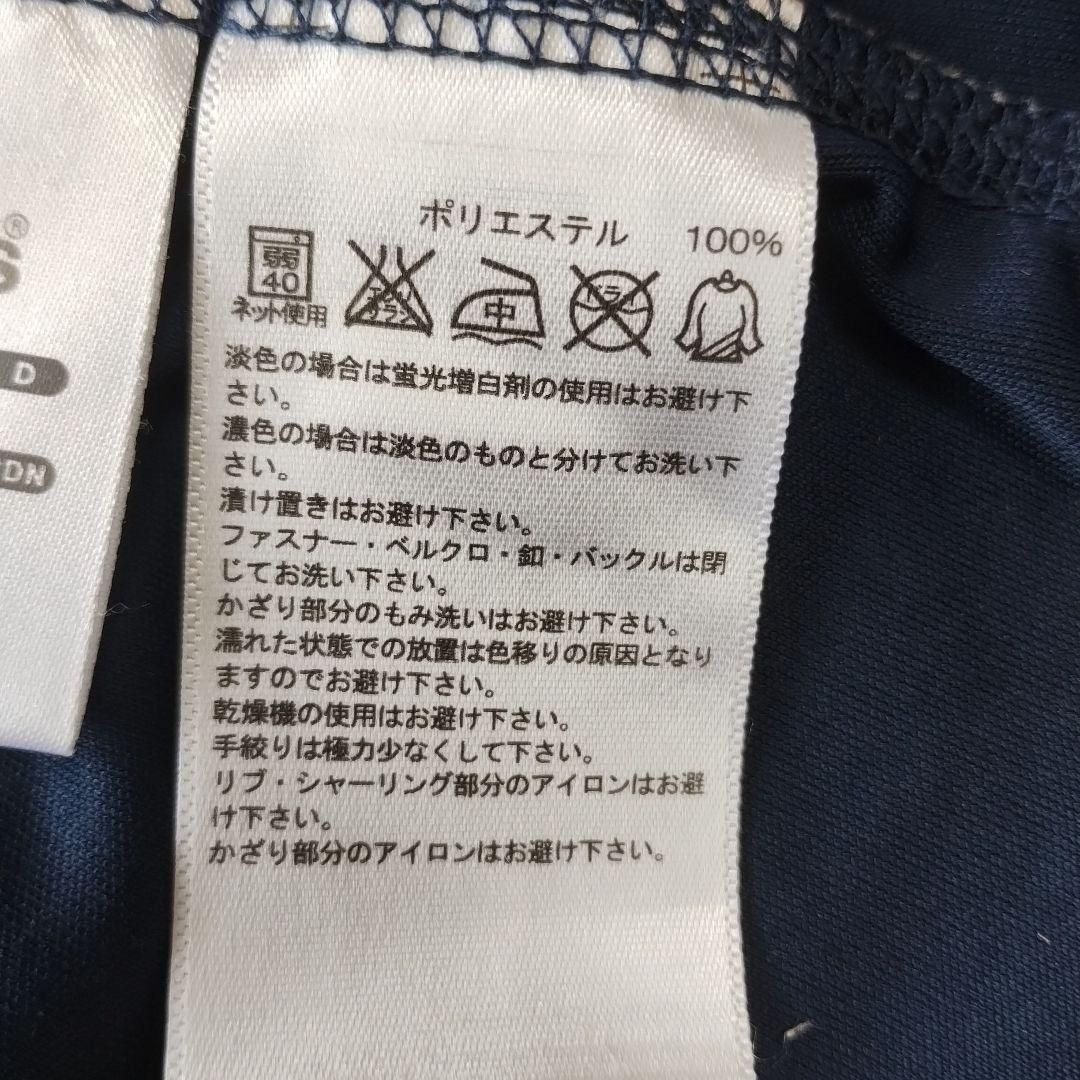 ポリエステル 100%
弱
40
ネット使用
エンソ
サラシ
中
ドライ
淡色の場合は蛍光増白剤の使用はお避け下
さい。
濃色の場合は淡色のものと分けてお洗い下
さい。
漬け置きはお避け下さい。
ファスナー・ベルクロ・釦・バックルは閉
じてお洗い下さい。
かざり部分のもみ洗いはお避け下さい。
濡れた状態での放置は色移りの原因となり
ますのでお避け下さい。
乾燥機の使用はお避け下さい。
手絞りは極力少なくして下さい。
リブ・シャーリング部分のアイロンはお避
け下さい。
かざり部分のアイロンはお避け下さい。
S®
D
DN